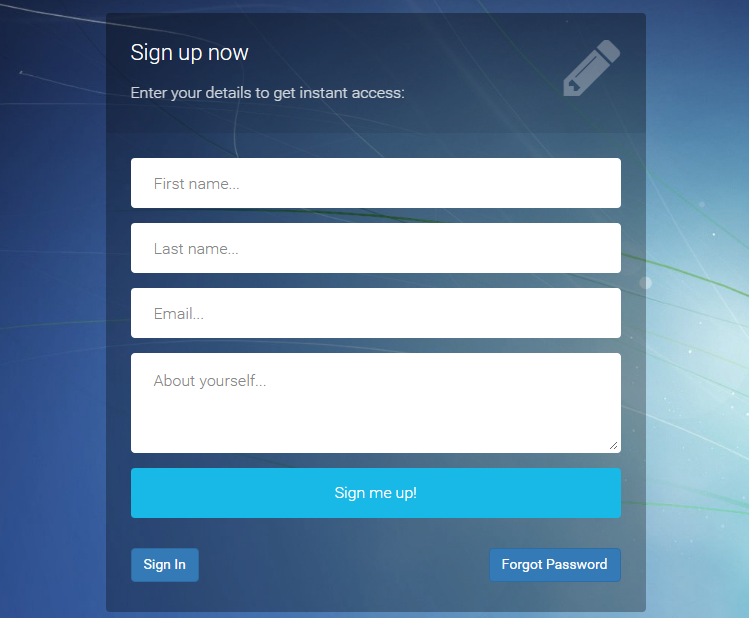 Sign up now
Enter your details to get instant access:
First name...
Last name...
Email...
About yourself...
Sign me up!
Sign In
Forgot Password